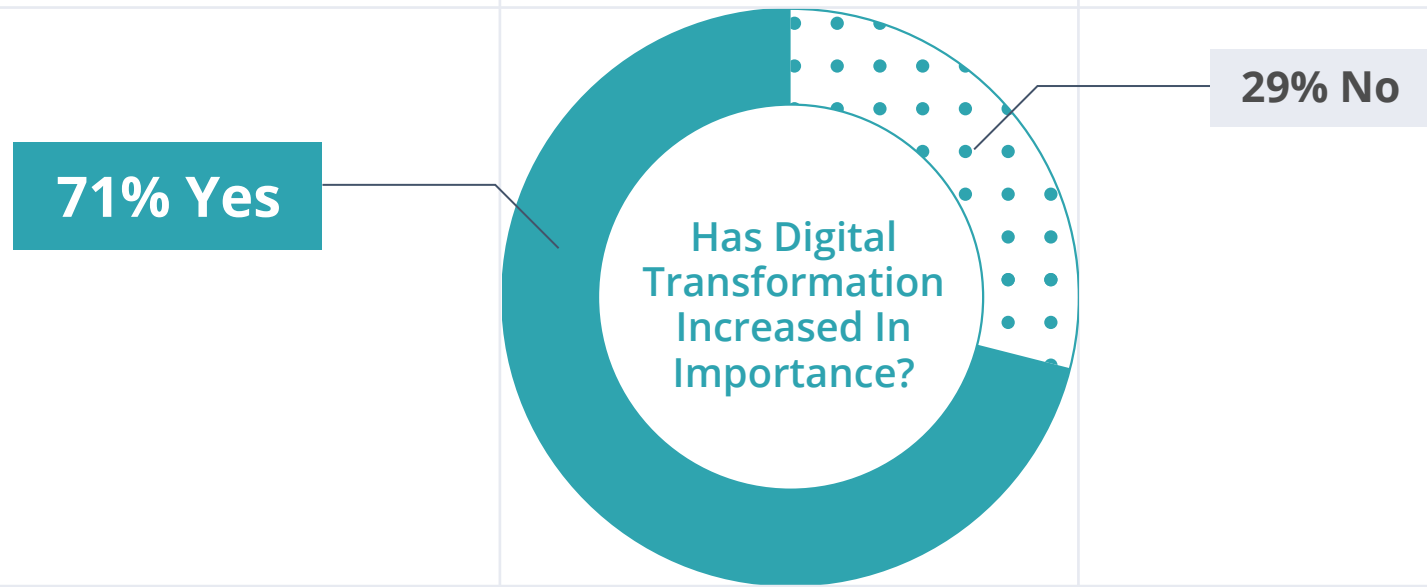 29% No
71% Yes
Has Digital
Transformation
Increased In
Importance?